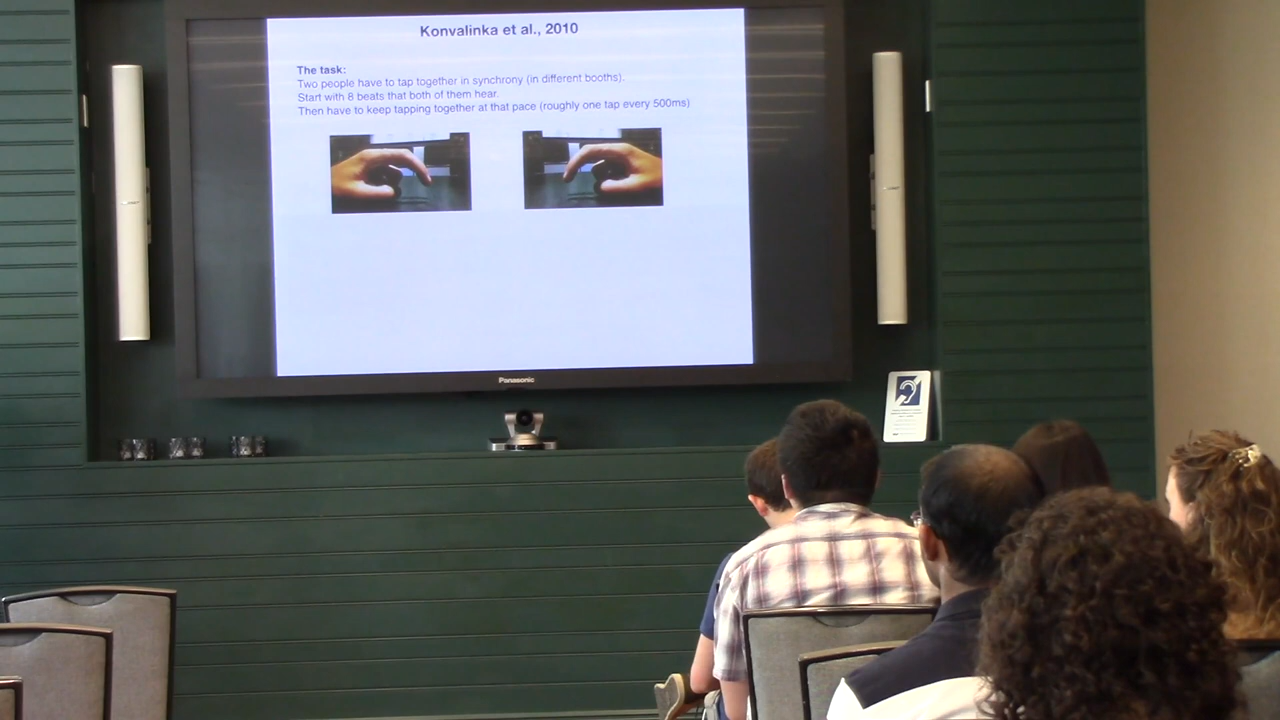 Konvalinka et al., 2010
The task:
Two people have to tap together in synchrony (in different booths).
Start with 8 beats that both of them hear.
Then have to keep tapping together at that pace (roughly one tap every 500ms)
Panasonic